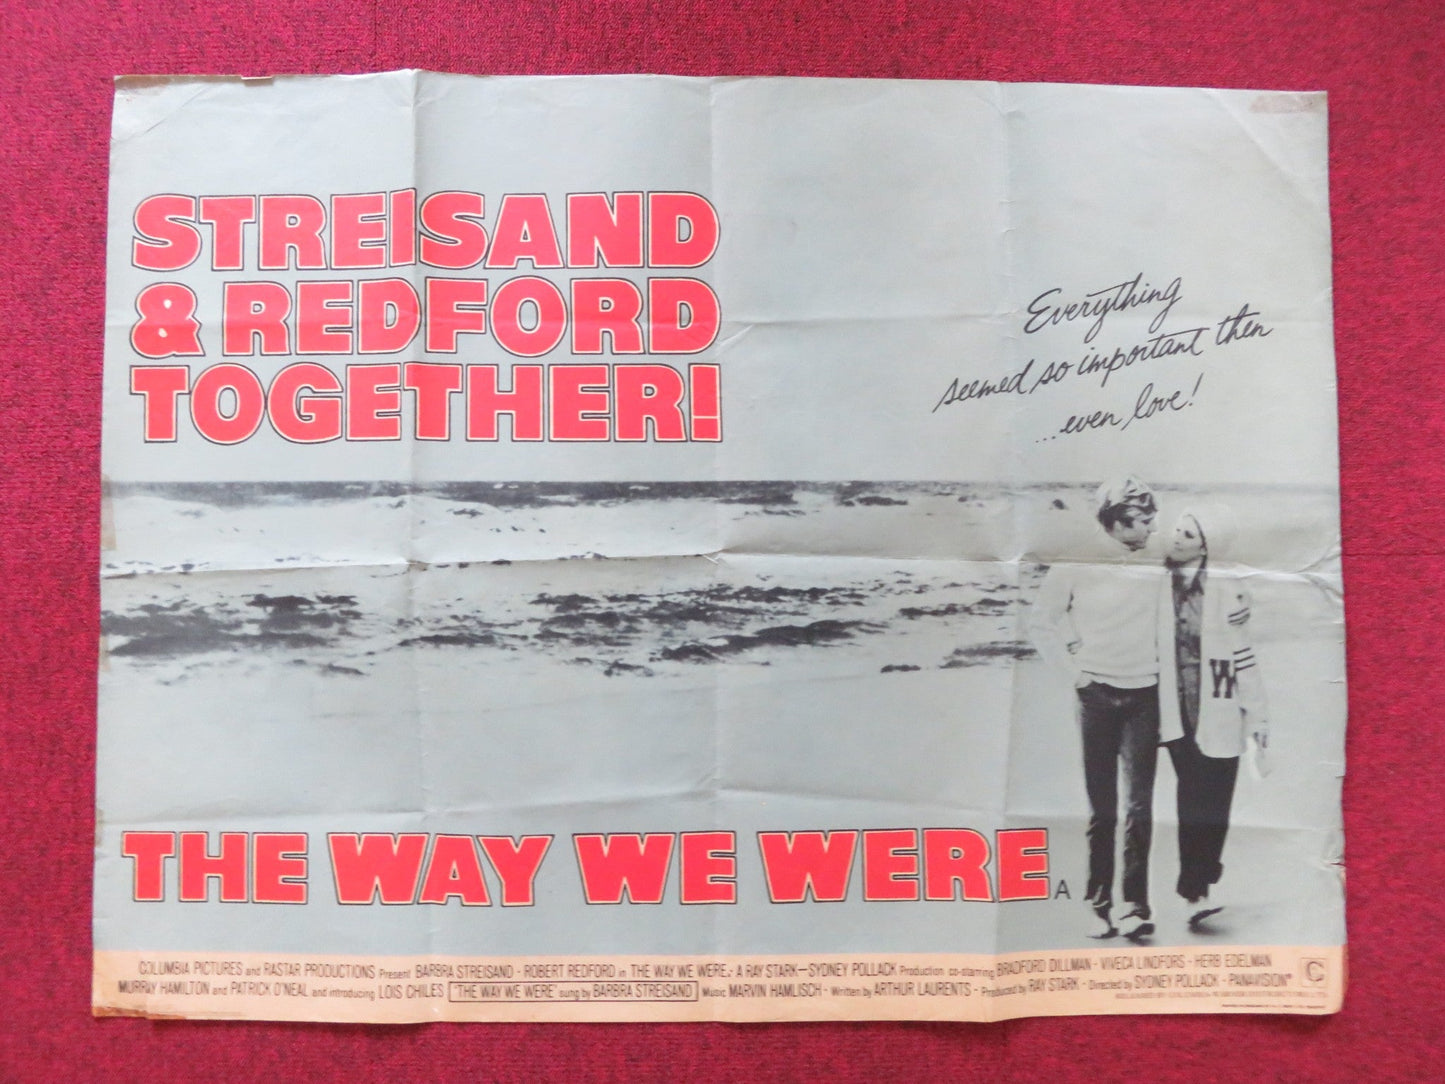 STREISAND
& REDFORD
TOGETHER!
Everything
seemed so important then
...even love!
W
THE WAY WE WERE A
COLUMBIA PICTURES and RASTAR PRODUCTIONS Present BARBRA STREISAND · ROBERT REDFORD in THE WAY WE WERE. A RAY STARK—SYDNEY POLLACK Production co-starring BRADFORD DILLMAN · VIVECA LINDFORS · HERB EDELMAN
MURRAY HAMILTON and PATRICK O'NEAL and introducing LOIS CHILES "THE WAY WE WERE" sung by BARBRA STREISAND Music MARVIN HAMLISCH · Written by ARTHUR LAURENTS · Produced by RAY STARK · Directed by SYDNEY POLLACK · PANAVISION®